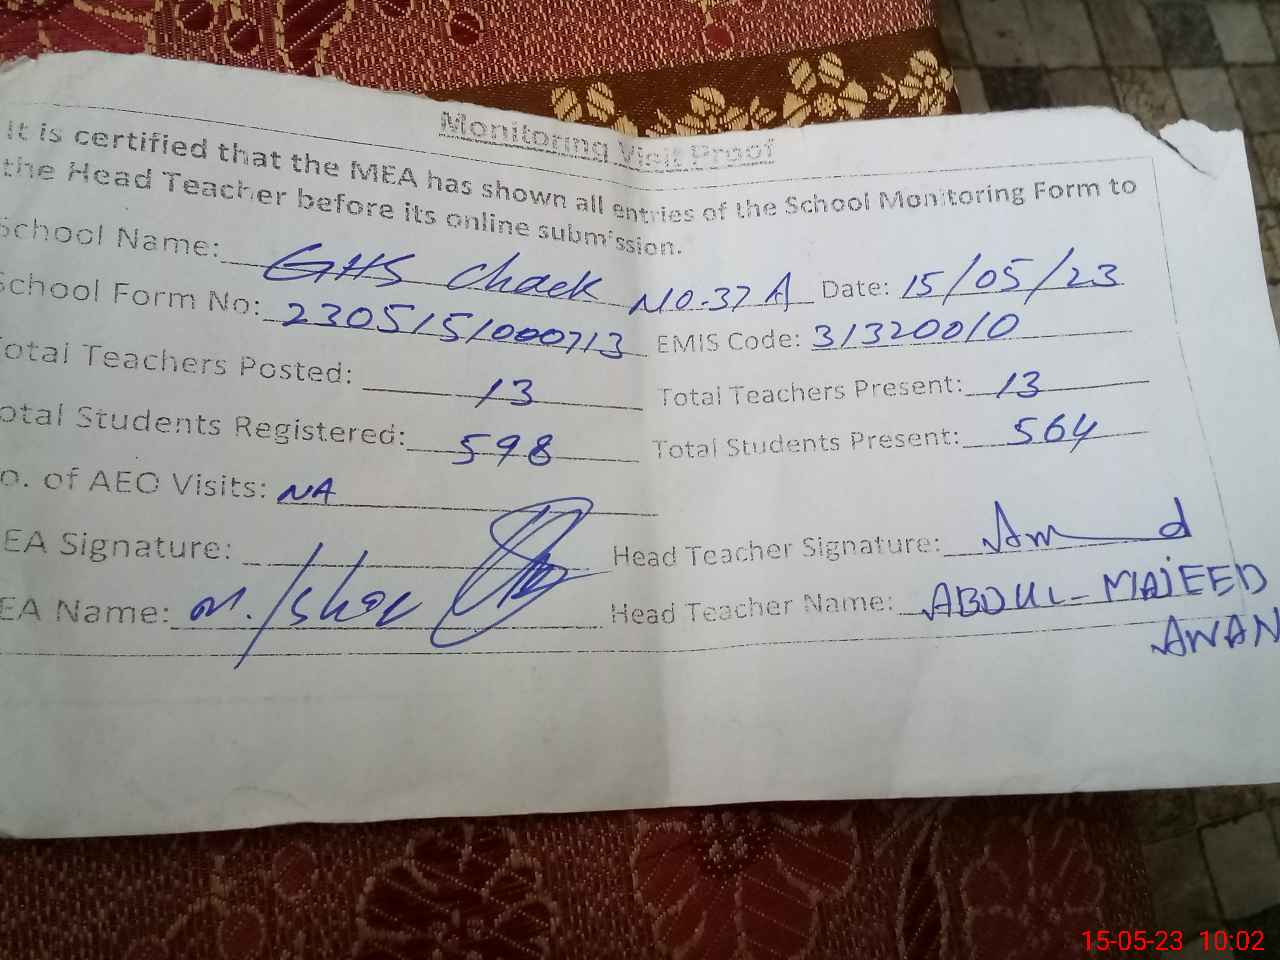 Monitoring Visit Proof
It is certified that the MEA has shown all entries of the School Monitoring Form to
the Head Teacher before its online submission.
School Name: GHS Chack NO.37 A Date: 15/05/23
School Form No: 230515/000713 EMIS Code: 31320010
Total Teachers Posted: 13 Total Teachers Present: 13
otal Students Registered: 598 Total Students Present: 564
o. of AEO Visits: NA
EA Signature: Head Teacher Signature:
EA Name: M. Head Teacher Name: ABDUL-MAJEED
AWAN
15-05-23 10:02